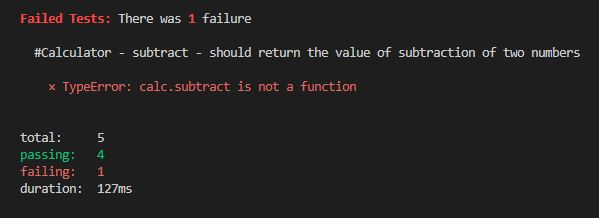 Failed Tests: There was 1 failure
#Calculator - subtract - should return the value of subtraction of two numbers
× TypeError: calc.subtract is not a function
total: 5
passing: 4
failing: 1
duration: 127ms